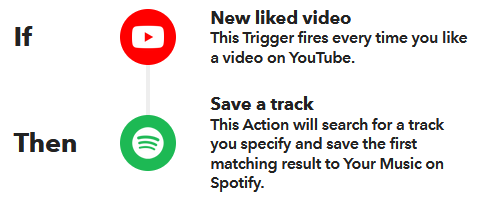 If
New liked video
This Trigger fires every time you like
a video on YouTube.
Then
Save a track
This Action will search for a track
you specify and save the first
matching result to Your Music on
Spotify.